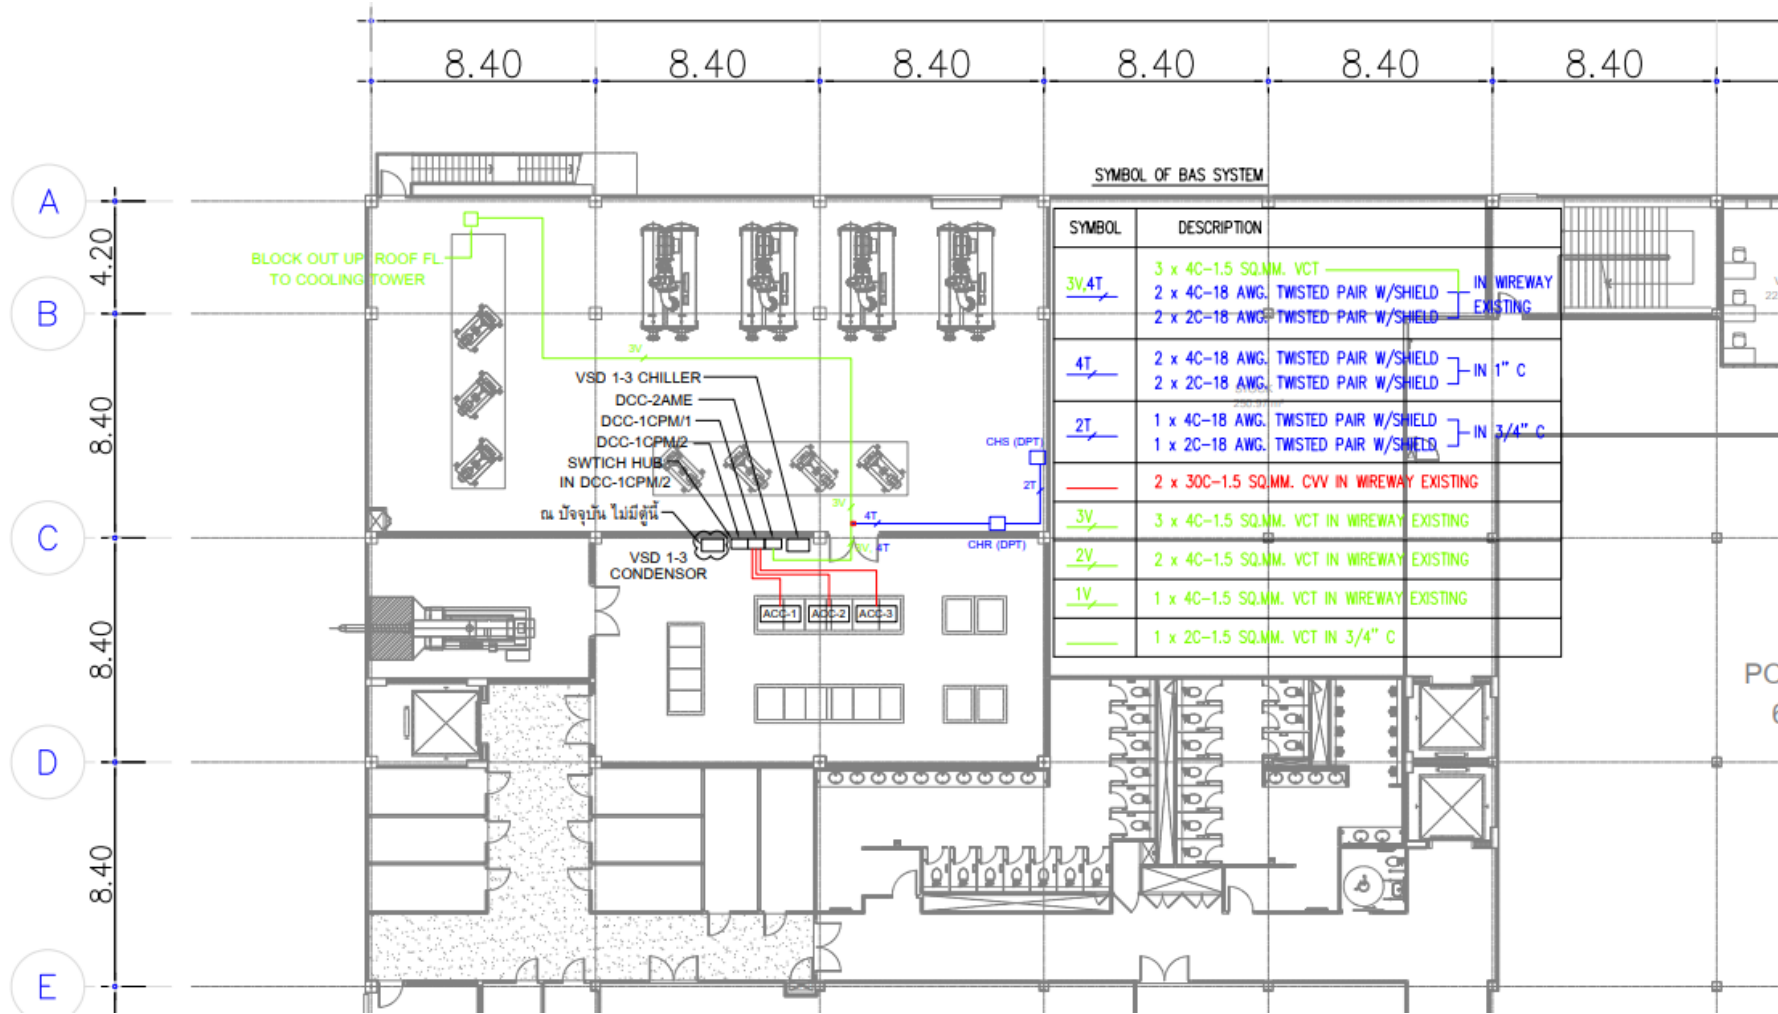 8.40 8.40 8.40 8.40 8.40 8.40
A
4.20
B
8.40
C
8.40
D
8.40
E
BLOCK OUT UP ROOF FL.
TO COOLING TOWER
3V
VSD 1-3 CHILLER
DCC-2AME
DCC-1CPM/1
DCC-1CPM/2
SWTICH HUB
IN DCC-1CPM/2
ณ ปัจจุบัน ไม่มีตู้นี้
VSD 1-3
CONDENSOR
3V
4T
3V, 4T
CHS (DPT)
2T
CHR (DPT)
ACC-1 ACC-2 ACC-3
SYMBOL OF BAS SYSTEM
SYMBOL DESCRIPTION
3V,4T
3 x 4C-1.5 SQ.MM. VCT
2 x 4C-18 AWG. TWISTED PAIR W/SHIELD
2 x 2C-18 AWG. TWISTED PAIR W/SHIELD
IN WIREWAY
EXISTING
4T
2 x 4C-18 AWG. TWISTED PAIR W/SHIELD
2 x 2C-18 AWG. TWISTED PAIR W/SHIELD
IN 1" C
2T
1 x 4C-18 AWG. TWISTED PAIR W/SHIELD
1 x 2C-18 AWG. TWISTED PAIR W/SHIELD
IN 3/4" C
2 x 30C-1.5 SQ.MM. CVV IN WIREWAY EXISTING
3V 3 x 4C-1.5 SQ.MM. VCT IN WIREWAY EXISTING
2V 2 x 4C-1.5 SQ.MM. VCT IN WIREWAY EXISTING
1V 1 x 4C-1.5 SQ.MM. VCT IN WIREWAY EXISTING
1 x 2C-1.5 SQ.MM. VCT IN 3/4" C